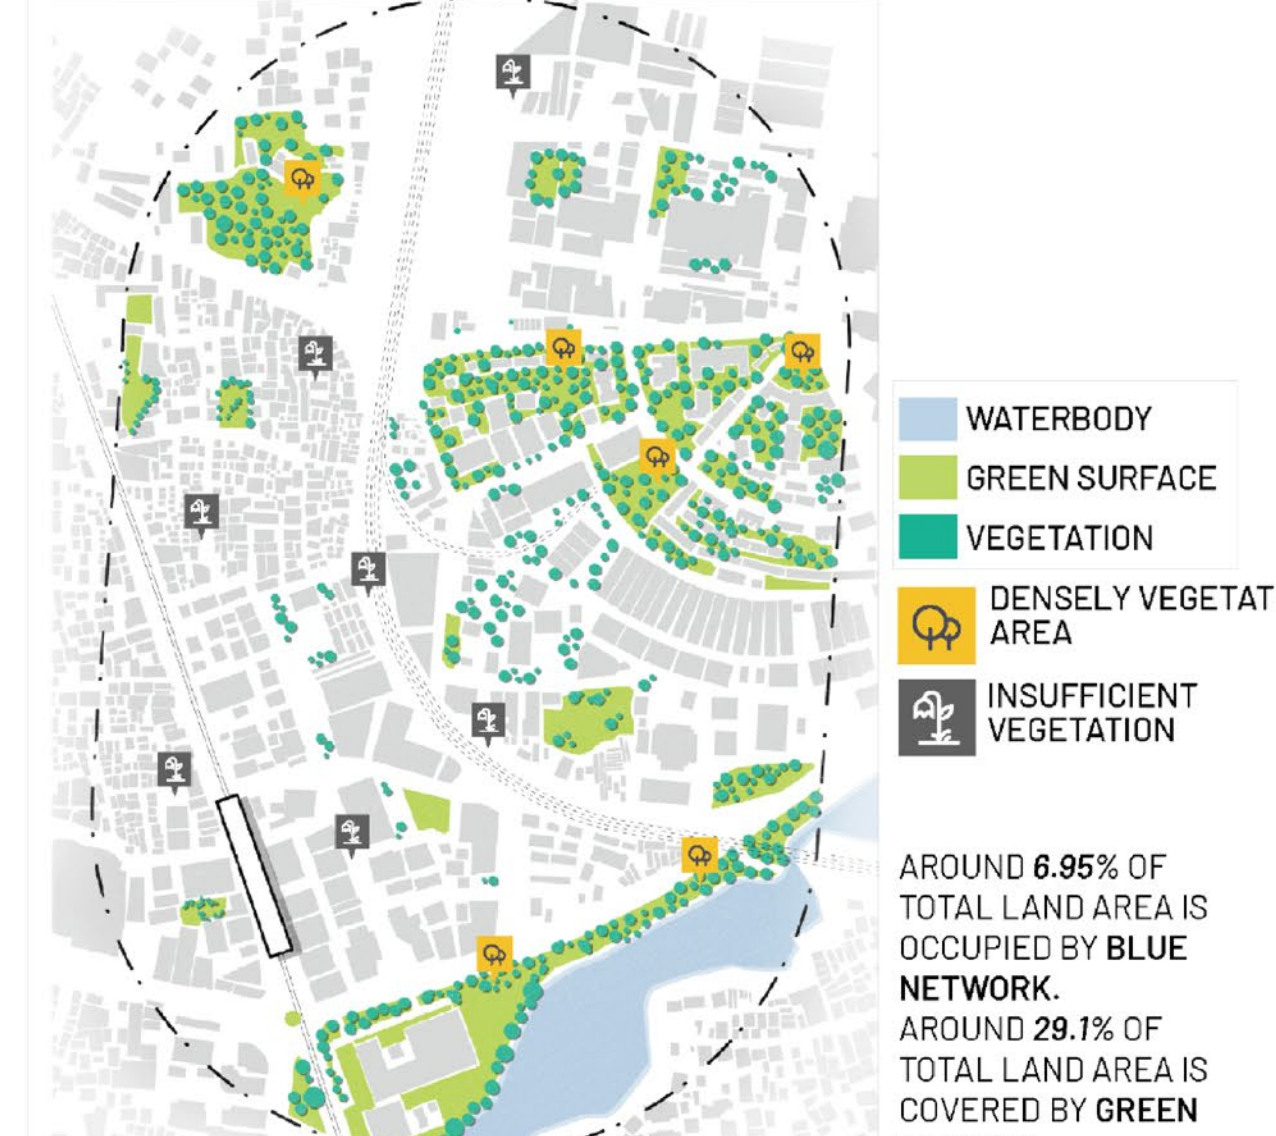 WATERBODY
GREEN SURFACE
VEGETATION
DENSELY VEGETAT
AREA
INSUFFICIENT
VEGETATION
AROUND 6.95% OF
TOTAL LAND AREA IS
OCCUPIED BY BLUE
NETWORK.
AROUND 29.1% OF
TOTAL LAND AREA IS
COVERED BY GREEN